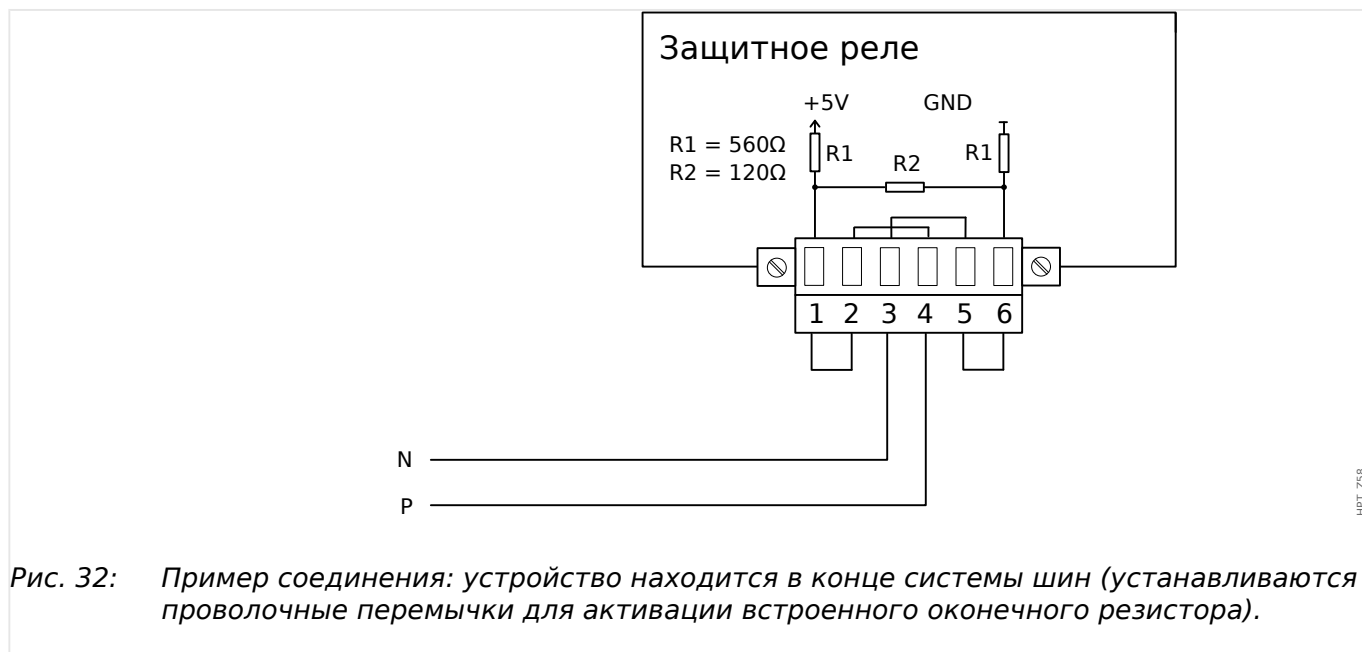 Защитное реле
+5V GND
R1 = 560Ω
R2 = 120Ω
R1 R2 R1
1 2 3 4 5 6
N
P
HPT_Z58
Рис. 32: Пример соединения: устройство находится в конце системы шин (устанавливаются
проволочные перемычки для активации встроенного оконечного резистора).